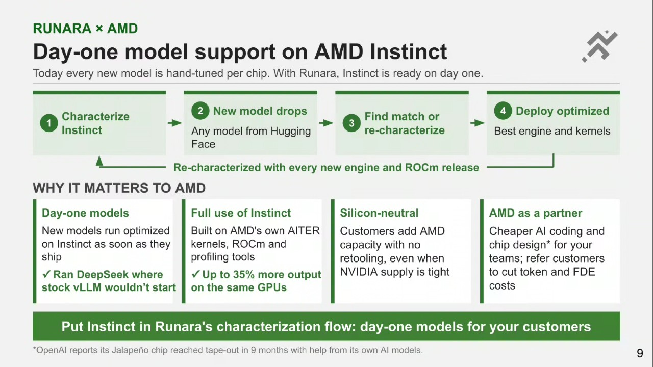 RUNARA × AMD
Day-one model support on AMD Instinct
Today every new model is hand-tuned per chip. With Runara, Instinct is ready on day one.
1 Characterize
Instinct
2 New model drops
Any model from Hugging
Face
3 Find match or
re-characterize
4 Deploy optimized
Best engine and kernels
Re-characterized with every new engine and ROCm release
WHY IT MATTERS TO AMD
Day-one models
New models run optimized
on Instinct as soon as they
ship
✓ Ran DeepSeek where
stock vLLM wouldn't start
Full use of Instinct
Built on AMD's own AITER
kernels, ROCm and
profiling tools
✓ Up to 35% more output
on the same GPUs
Silicon-neutral
Customers add AMD
capacity with no
retooling, even when
NVIDIA supply is tight
AMD as a partner
Cheaper AI coding and
chip design* for your
teams; refer customers
to cut token and FDE
costs
Put Instinct in Runara's characterization flow: day-one models for your customers
*OpenAI reports its Jalapeño chip reached tape-out in 9 months with help from its own AI models.
9